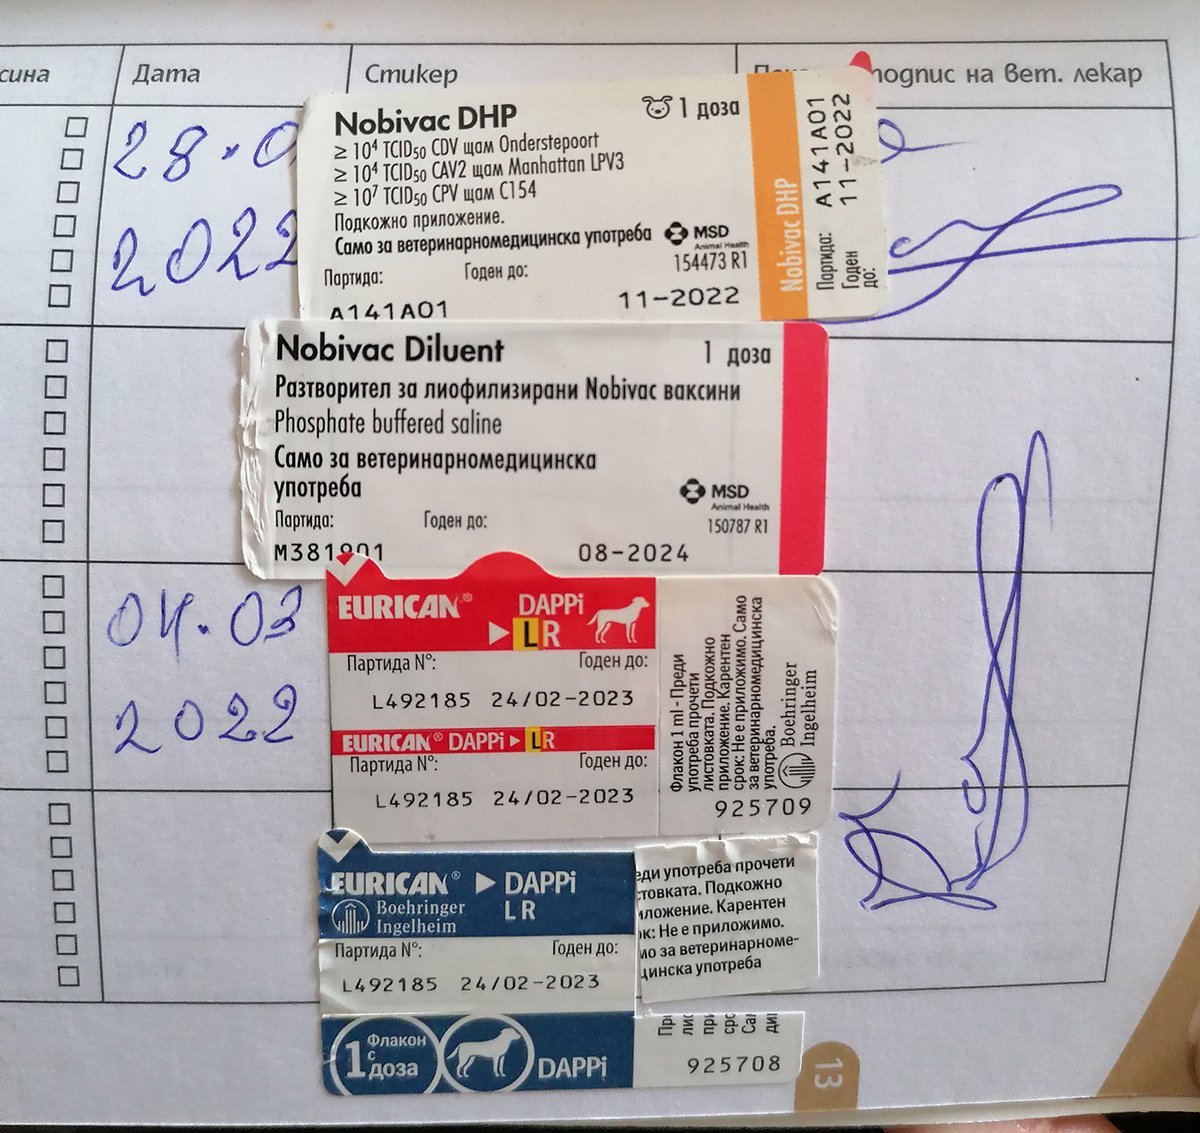 сина
Дата
Стикер
подпис на вет. лекар
28.0
2022
Nobivac DHP
1 доза
≥ 10⁴ TCID₅₀ CDV щам Onderstepoort
≥ 10⁴ TCID₅₀ CAV2 щам Manhattan LPV3
≥ 10⁷ TCID₅₀ CPV щам C154
Подкожно приложение.
Само за ветеринарномедицинска употреба
MSD
Animal Health
154473 R1
Партида:
Годен до:
A141A01
11-2022
Nobivac DHP
Партида: A141A01
Годен до: 11-2022
Nobivac Diluent
1 доза
Разтворител за лиофилизирани Nobivac ваксини
Phosphate buffered saline
Само за ветеринарномедицинска
употреба
MSD
Animal Health
150787 R1
Партида:
Годен до:
M381901
08-2024
04.03
2022
EURICAN® DAPPi
LR
Партида N°:
Годен до:
L492185 24/02-2023
EURICAN® DAPPi LR
Партида N°:
Годен до:
L492185 24/02-2023
Флакон 1 ml - Преди
употреба прочети
листовката. Подкожно
приложение. Карентен
срок: Не е приложимо. Само
за ветеринарномедицинска
употреба.
Boehringer
Ingelheim
925709
EURICAN® DAPPi
LR
Boehringer
Ingelheim
Партида N°:
Годен до:
L492185 24/02-2023
еди употреба прочети
стовката. Подкожно
иложение. Карентен
ок: Не е приложимо.
мо за ветеринарноме-
цинска употреба
1 Флакон
с
доза
DAPPi
Пр
лис
при
сро
Сам
925708
13